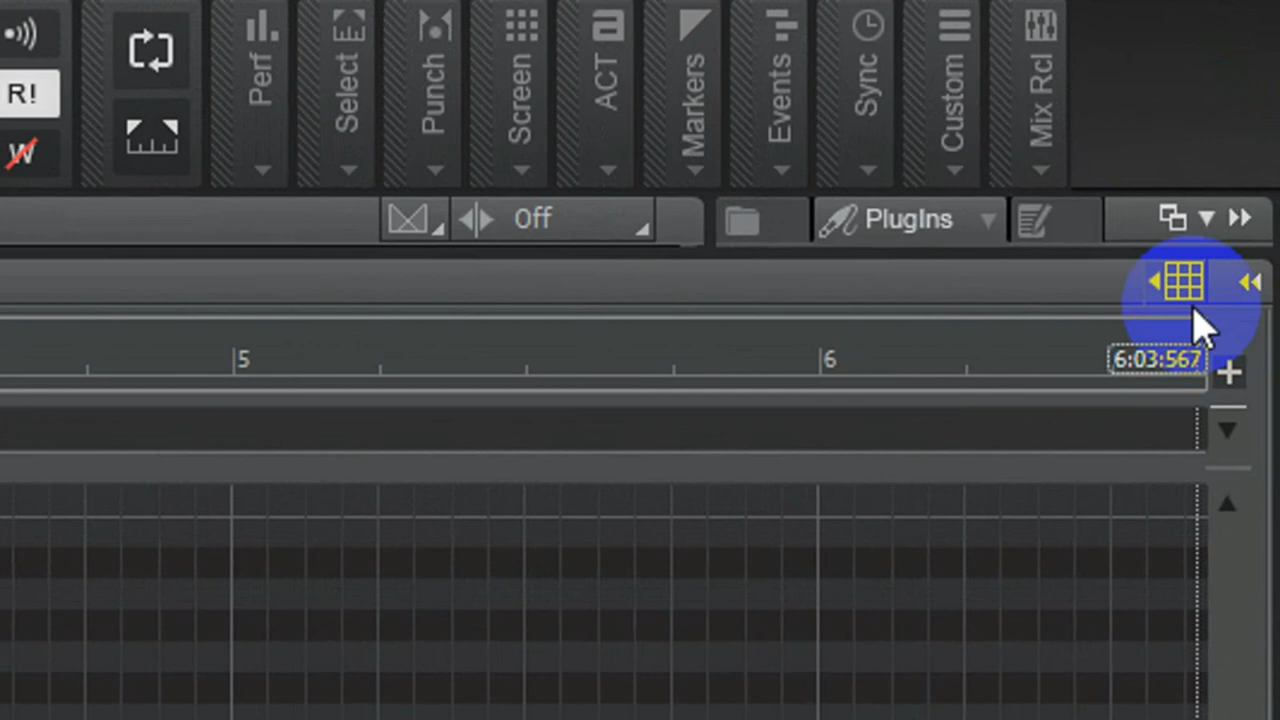 R!
W
Perf
Select
Punch
Screen
ACT
Markers
Events
Sync
Custom
Mix Rcl
Off
PlugIns
5
6
6:03:567